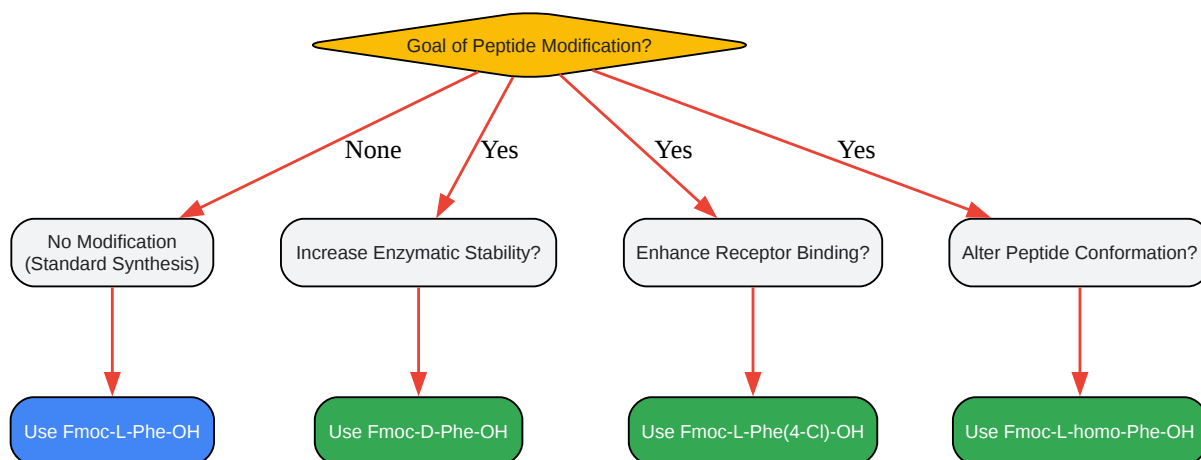 Goal of Peptide Modification?
None
Yes
Yes
Yes
No Modification
(Standard Synthesis)
Increase Enzymatic Stability?
Enhance Receptor Binding?
Alter Peptide Conformation?
Use Fmoc-L-Phe-OH
Use Fmoc-D-Phe-OH
Use Fmoc-L-Phe(4-Cl)-OH
Use Fmoc-L-homo-Phe-OH